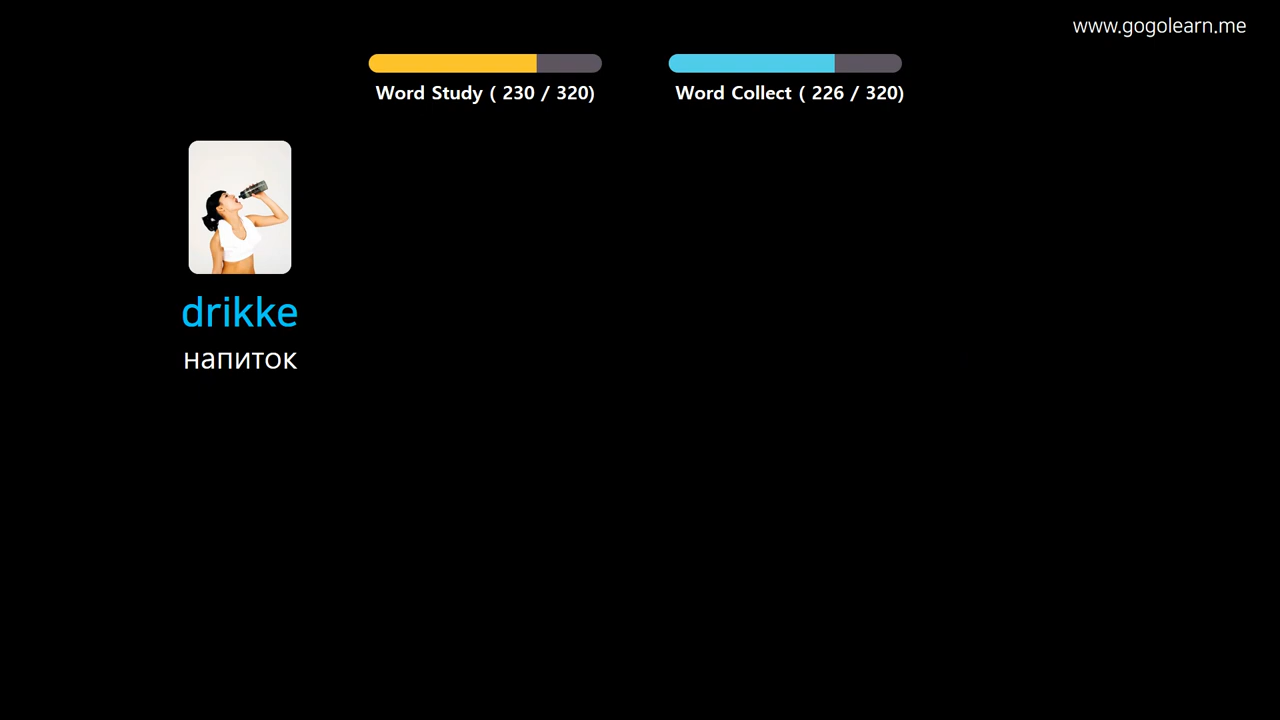 www.gogolearn.me
Word Study ( 230 / 320)
Word Collect ( 226 / 320)
drikke
напиток